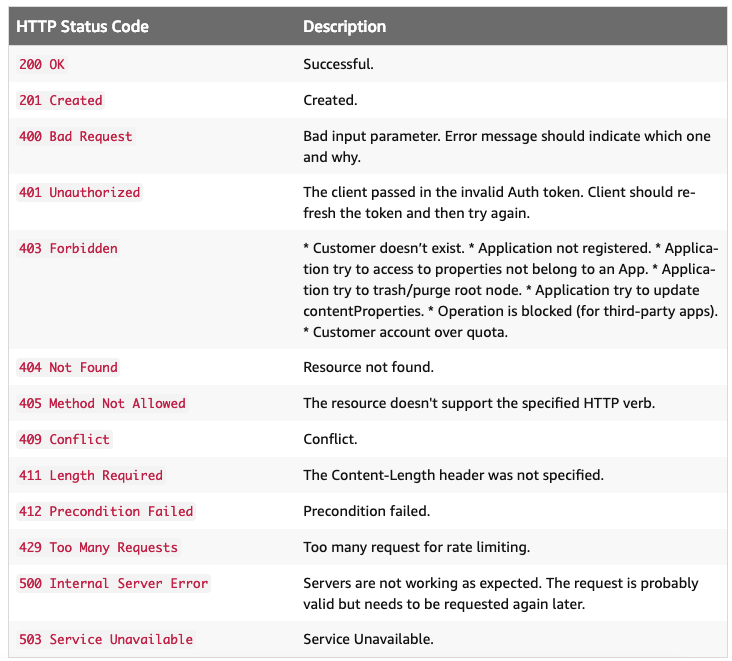 HTTP Status Code Description
200 OK Successful.
201 Created Created.
400 Bad Request Bad input parameter. Error message should indicate which one
and why.
401 Unauthorized The client passed in the invalid Auth token. Client should re-
fresh the token and then try again.
403 Forbidden * Customer doesn’t exist. * Application not registered. * Applica-
tion try to access to properties not belong to an App. * Applica-
tion try to trash/purge root node. * Application try to update
contentProperties. * Operation is blocked (for third-party apps).
* Customer account over quota.
404 Not Found Resource not found.
405 Method Not Allowed The resource doesn't support the specified HTTP verb.
409 Conflict Conflict.
411 Length Required The Content-Length header was not specified.
412 Precondition Failed Precondition failed.
429 Too Many Requests Too many request for rate limiting.
500 Internal Server Error Servers are not working as expected. The request is probably
valid but needs to be requested again later.
503 Service Unavailable Service Unavailable.